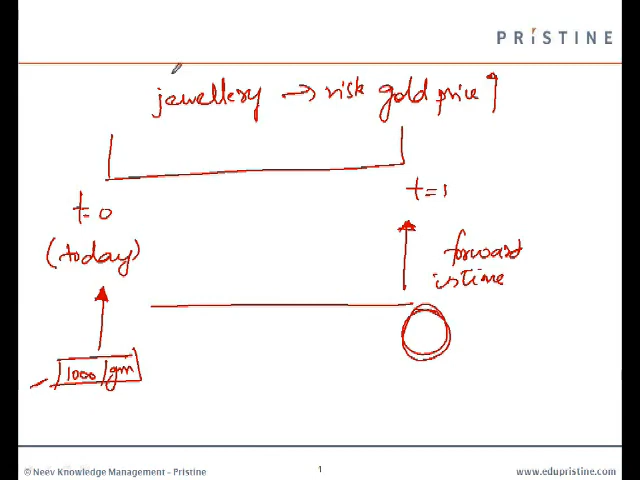 PRISTINE
jewellery → risk gold price ↑
t=0
t=1
(today)
forward
is time
1000/gm
© Neev Knowledge Management – Pristine
1
www.edupristine.com